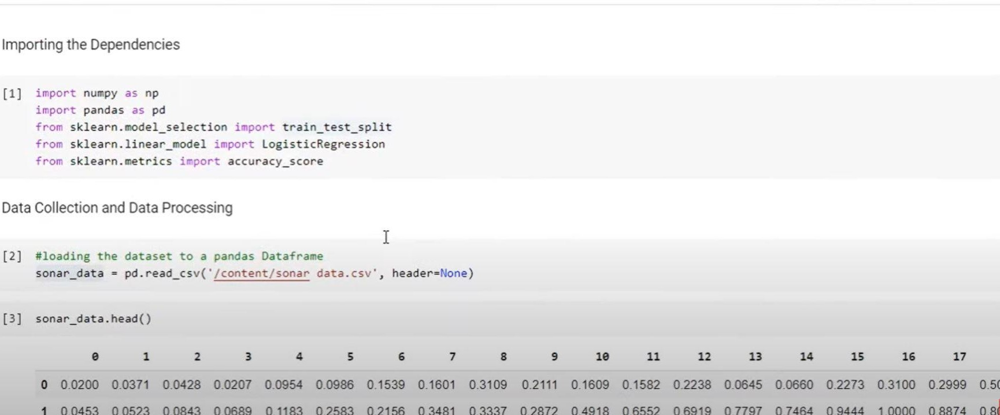 Importing the Dependencies
[1] import numpy as np
import pandas as pd
from sklearn.model_selection import train_test_split
from sklearn.linear_model import LogisticRegression
from sklearn.metrics import accuracy_score
Data Collection and Data Processing
[2] #loading the dataset to a pandas Dataframe
sonar_data = pd.read_csv('/content/sonar data.csv', header=None)
[3] sonar_data.head()
0 1 2 3 4 5 6 7 8 9 10 11 12 13 14 15 16 17
0 0.0200 0.0371 0.0428 0.0207 0.0954 0.0986 0.1539 0.1601 0.3109 0.2111 0.1609 0.1582 0.2238 0.0645 0.0660 0.2273 0.3100 0.2999
1 0.0453 0.0523 0.0843 0.0689 0.1183 0.2583 0.2156 0.3481 0.3337 0.2872 0.4918 0.6552 0.6919 0.7797 0.7464 0.9444 1.0000 0.8874